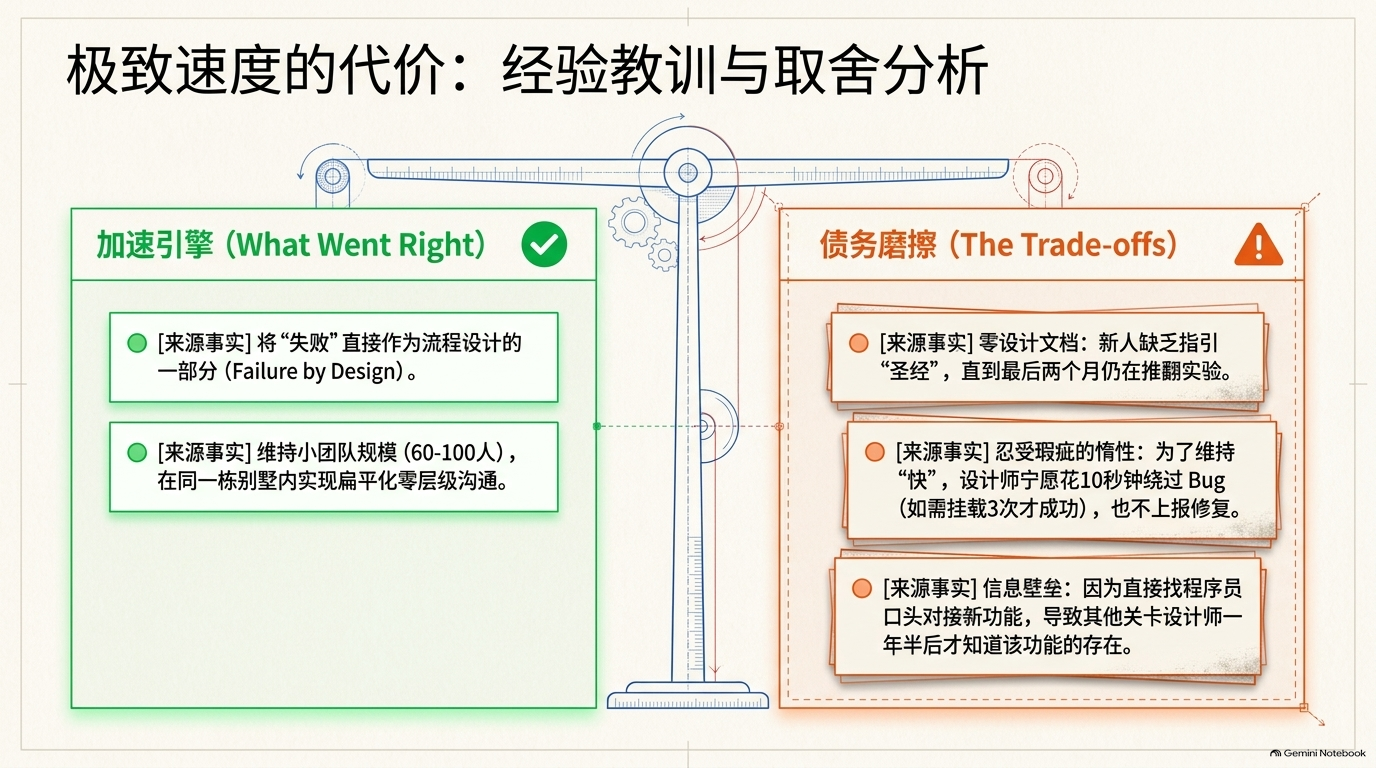 极致速度的代价：经验教训与取舍分析
加速引擎（What Went Right）
[来源事实] 将“失败”直接作为流程设计的
一部分（Failure by Design）。
[来源事实] 维持小团队规模（60-100人），
在同一栋别墅内实现扁平化零层级沟通。
债务磨擦（The Trade-offs）
[来源事实] 零设计文档：新人缺乏指引
“圣经”，直到最后两个月仍在推翻实验。
[来源事实] 忍受瑕疵的惰性：为了维持
“快”，设计师宁愿花10秒钟绕过 Bug
（如需挂载3次才成功），也不上报修复。
[来源事实] 信息壁垒：因为直接找程序员
口头对接新功能，导致其他关卡设计师一
年半后才知道该功能的存在。
Gemini Notebook